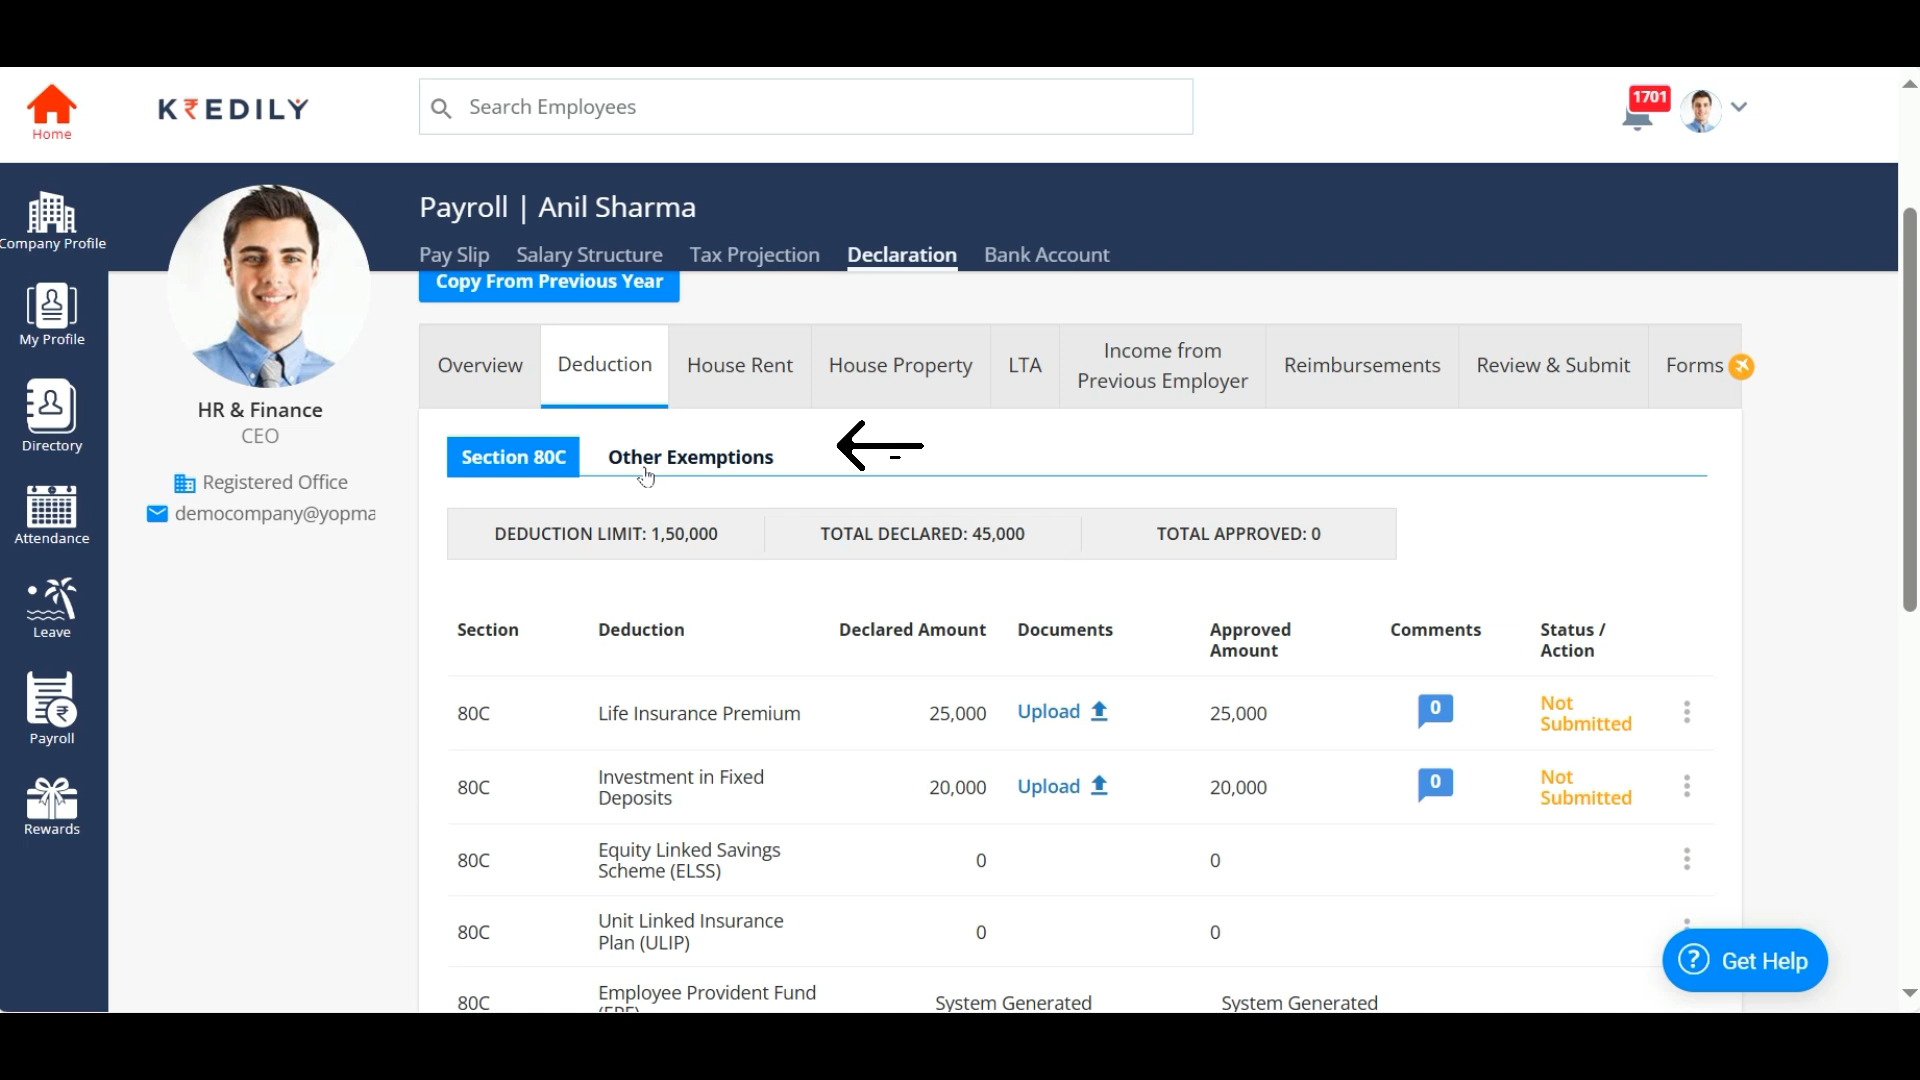 Home
KREDILY
Search Employees
1701
Company Profile
My Profile
Directory
Attendance
Leave
Payroll
Rewards
HR & Finance
CEO
Registered Office
democompany@yopma
Payroll | Anil Sharma
Pay Slip Salary Structure Tax Projection Declaration Bank Account
Copy From Previous Year
Overview Deduction House Rent House Property LTA Income from Previous Employer Reimbursements Review & Submit Forms
Section 80C Other Exemptions
DEDUCTION LIMIT: 1,50,000 TOTAL DECLARED: 45,000 TOTAL APPROVED: 0
Section Deduction Declared Amount Documents Approved Amount Comments Status / Action
80C Life Insurance Premium 25,000 Upload 25,000 0 Not Submitted
80C Investment in Fixed Deposits 20,000 Upload 20,000 0 Not Submitted
80C Equity Linked Savings Scheme (ELSS) 0 0
80C Unit Linked Insurance Plan (ULIP) 0 0
80C Employee Provident Fund System Generated System Generated
? Get Help